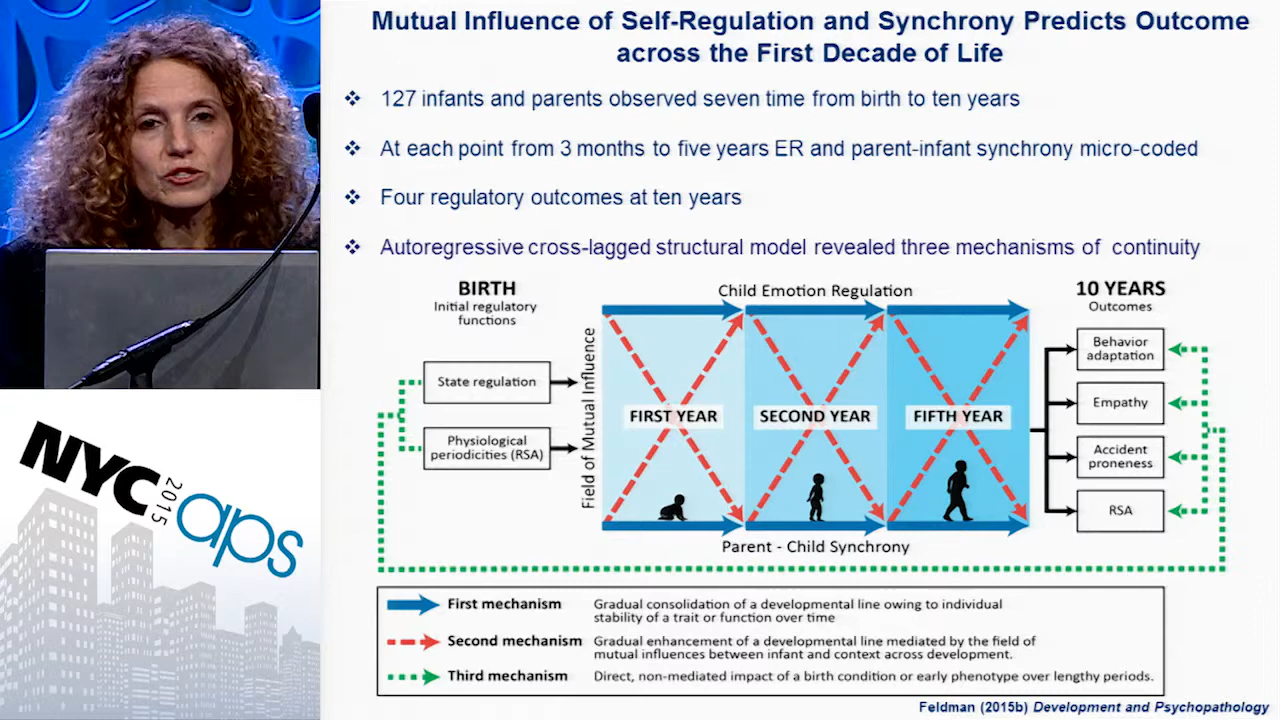 Mutual Influence of Self-Regulation and Synchrony Predicts Outcome
across the First Decade of Life
127 infants and parents observed seven time from birth to ten years
At each point from 3 months to five years ER and parent-infant synchrony micro-coded
Four regulatory outcomes at ten years
Autoregressive cross-lagged structural model revealed three mechanisms of continuity
BIRTH
Initial regulatory
functions
State regulation
Physiological
periodicities (RSA)
Field of Mutual Influence
Child Emotion Regulation
FIRST YEAR
SECOND YEAR
FIFTH YEAR
Parent - Child Synchrony
10 YEARS
Outcomes
Behavior
adaptation
Empathy
Accident
proneness
RSA
First mechanism
Gradual consolidation of a developmental line owing to individual
stability of a trait or function over time
Second mechanism
Gradual enhancement of a developmental line mediated by the field of
mutual influences between infant and context across development.
Third mechanism
Direct, non-mediated impact of a birth condition or early phenotype over lengthy periods.
Feldman (2015b) Development and Psychopathology
NYC
2015
aps